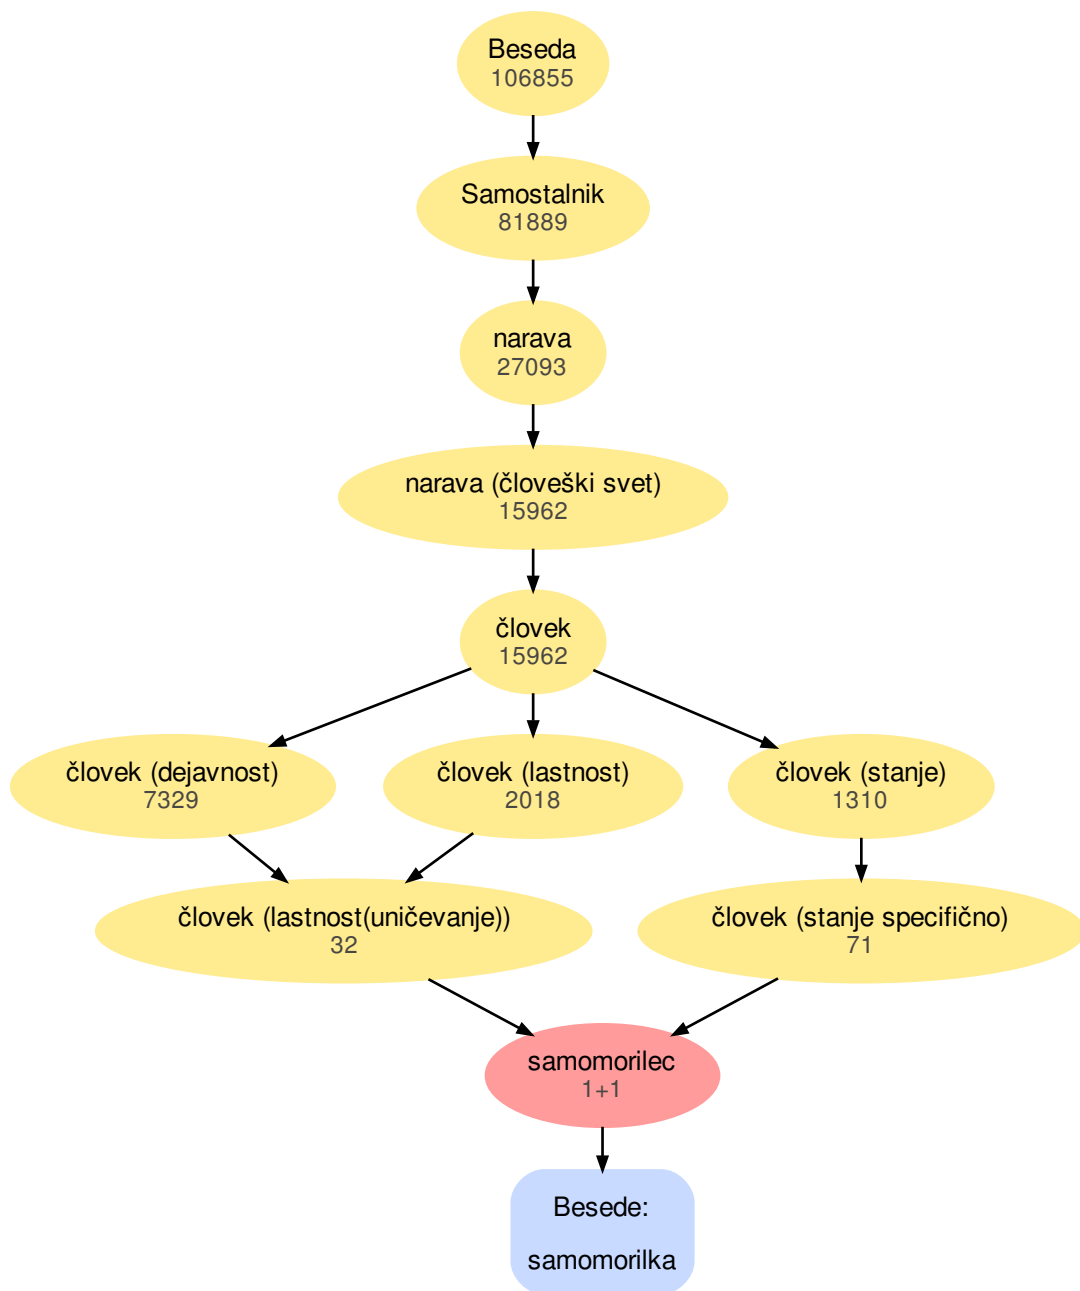 Beseda
106855
Samostalnik
81889
narava
27093
narava (človeški svet)
15962
človek
15962
človek (dejavnost)
7329
človek (lastnost)
2018
človek (stanje)
1310
človek (lastnost(uničevanje))
32
človek (stanje specifično)
71
samomorilec
1+1
Besede:
samomorilka